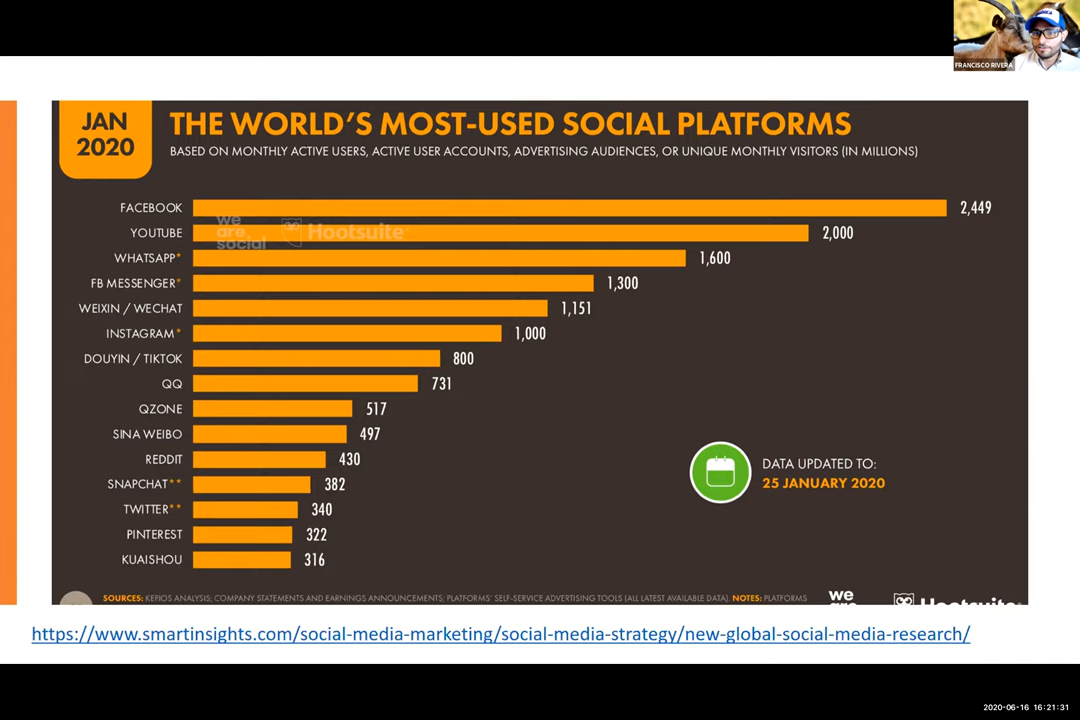 FRANCISCO RIVERA
JAN
2020
THE WORLD'S MOST-USED SOCIAL PLATFORMS
BASED ON MONTHLY ACTIVE USERS, ACTIVE USER ACCOUNTS, ADVERTISING AUDIENCES, OR UNIQUE MONTHLY VISITORS (IN MILLIONS)
FACEBOOK 2,449
we are social Hootsuite
YOUTUBE 2,000
WHATSAPP* 1,600
FB MESSENGER* 1,300
WEIXIN / WECHAT 1,151
INSTAGRAM* 1,000
DOUYIN / TIKTOK 800
QQ 731
QZONE 517
SINA WEIBO 497
REDDIT 430
SNAPCHAT** 382
TWITTER** 340
PINTEREST 322
KUAISHOU 316
DATA UPDATED TO:
25 JANUARY 2020
SOURCES: KEPIOS ANALYSIS; COMPANY STATEMENTS AND EARNINGS ANNOUNCEMENTS; PLATFORMS' SELF-SERVICE ADVERTISING TOOLS (ALL LATEST AVAILABLE DATA). NOTES: PLATFORMS
we
are
Hootsuite
https://www.smartinsights.com/social-media-marketing/social-media-strategy/new-global-social-media-research/
2020-06-16 16:21:31